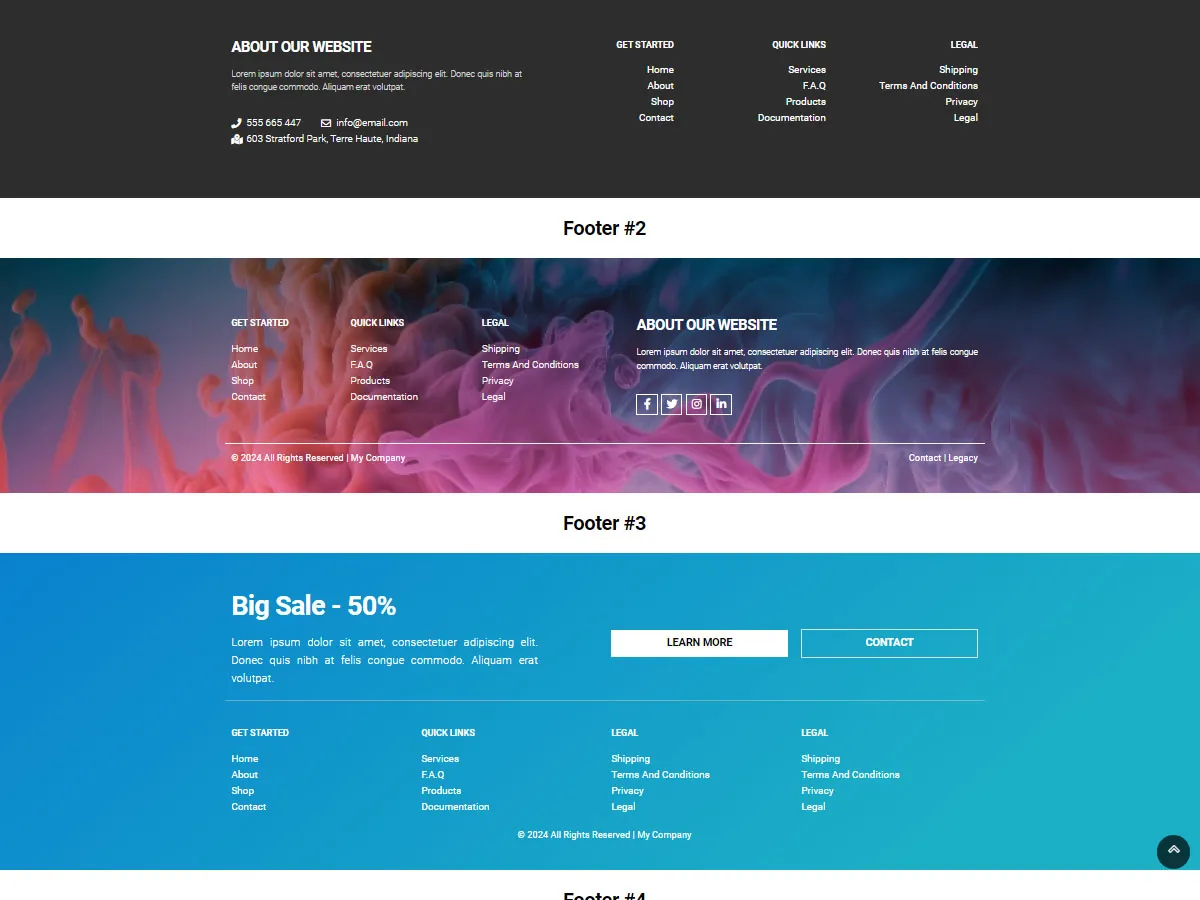 ABOUT OUR WEBSITE
Lorem ipsum dolor sit amet, consectetuer adipiscing elit. Donec quis nibh at
felis congue commodo. Aliquam erat volutpat.
555 665 447 info@email.com
603 Stratford Park, Terre Haute, Indiana
GET STARTED
Home
About
Shop
Contact
QUICK LINKS
Services
F.A.Q
Products
Documentation
LEGAL
Shipping
Terms And Conditions
Privacy
Legal
Footer #2
GET STARTED
Home
About
Shop
Contact
QUICK LINKS
Services
F.A.Q
Products
Documentation
LEGAL
Shipping
Terms And Conditions
Privacy
Legal
ABOUT OUR WEBSITE
Lorem ipsum dolor sit amet, consectetuer adipiscing elit. Donec quis nibh at felis congue
commodo. Aliquam erat volutpat.
© 2024 All Rights Reserved | My Company
Contact | Legacy
Footer #3
Big Sale - 50%
Lorem ipsum dolor sit amet, consectetuer adipiscing elit.
Donec quis nibh at felis congue commodo. Aliquam erat
volutpat.
LEARN MORE
CONTACT
GET STARTED
Home
About
Shop
Contact
QUICK LINKS
Services
F.A.Q
Products
Documentation
LEGAL
Shipping
Terms And Conditions
Privacy
Legal
LEGAL
Shipping
Terms And Conditions
Privacy
Legal
© 2024 All Rights Reserved | My Company
Footer #4